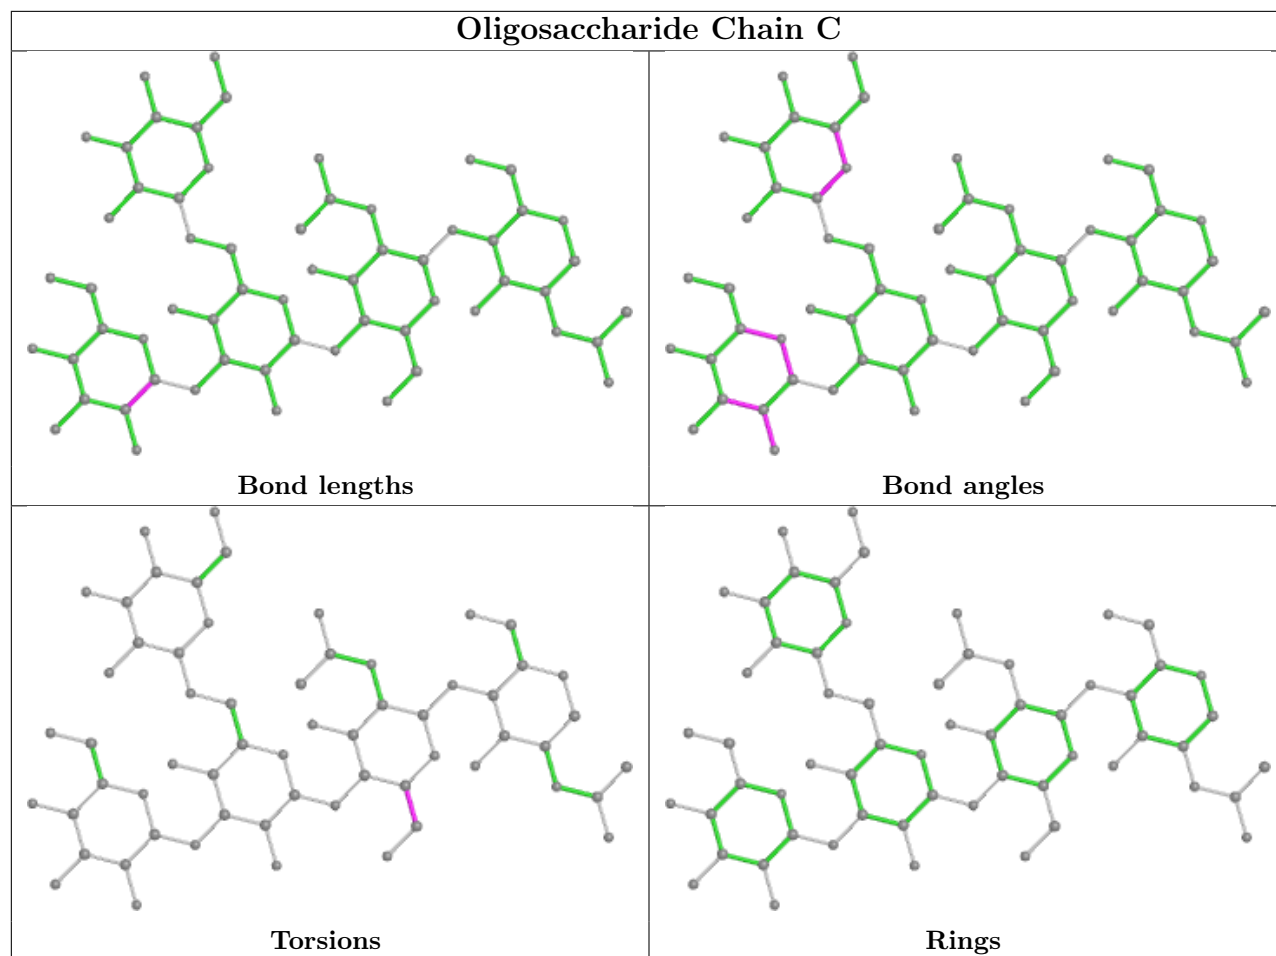 Oligosaccharide Chain C
Bond lengths
Bond angles
Torsions
Rings